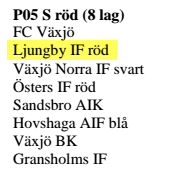 P05 S röd (8 lag)
FC Växjö
Ljungby IF röd
Växjö Norra IF svart
Östers IF röd
Sandsbro AIK
Hovshaga AIF blå
Växjö BK
Gransholms IF